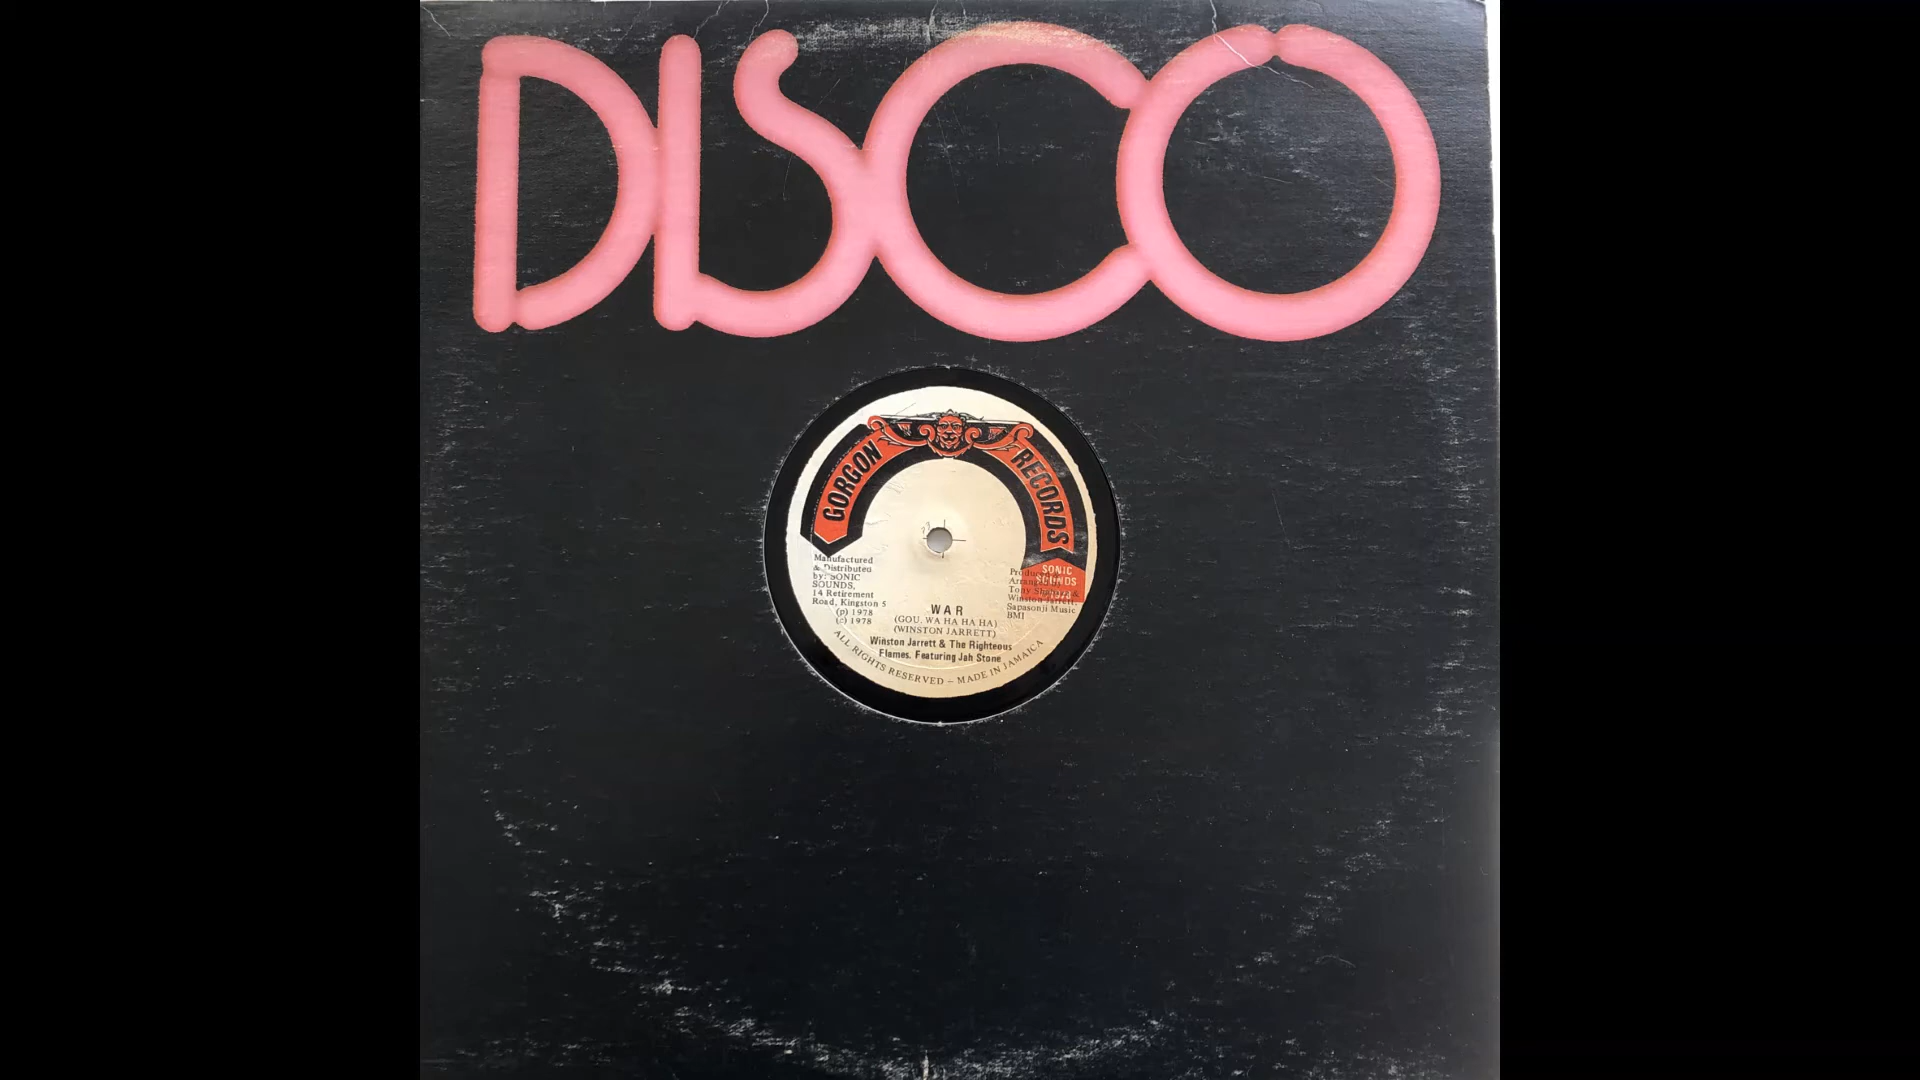 DISCO
GORGON RECORDS
SONIC
SOUNDS
Manufactured
& Distributed
by: SONIC
SOUNDS,
14 Retirement
Road, Kingston 5
(p) 1978
(c) 1978
Tony
Winston Jarrett,
Sapasonji Music
BMI
WAR
(GOU. WA HA HA HA)
(WINSTON JARRETT)
Winston Jarrett & The Righteous
Flames. Featuring Jah Stone
ALL RIGHTS RESERVED – MADE IN JAMAICA